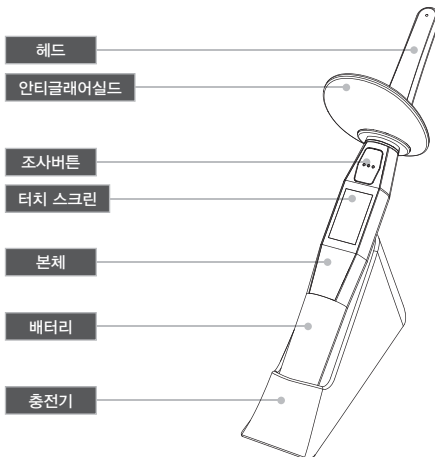 헤드
안티글래어실드
조사버튼
터치 스크린
본체
배터리
충전기